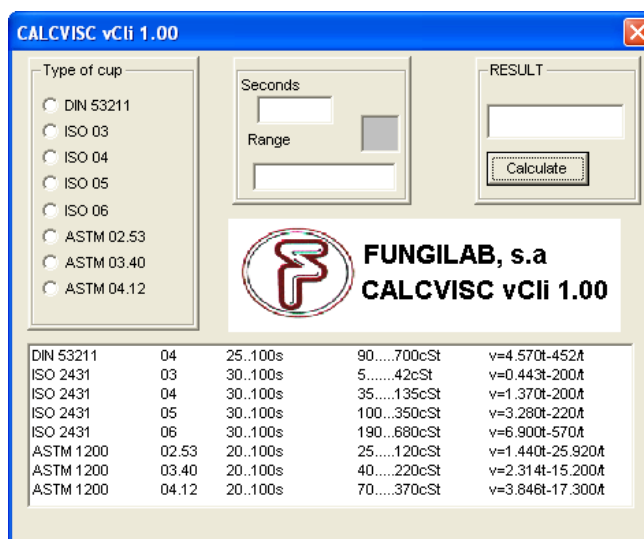 CALCVISC vCli 1.00
Type of cup
DIN 53211
ISO 03
ISO 04
ISO 05
ISO 06
ASTM 02.53
ASTM 03.40
ASTM 04.12
Seconds
Range
RESULT
Calculate
FUNGILAB, s.a
CALCVISC vCli 1.00
DIN 53211 04 25..100s 90.....700cSt v=4.570t-452/t
ISO 2431 03 30..100s 5......42cSt v=0.443t-200/t
ISO 2431 04 30..100s 35.....135cSt v=1.370t-200/t
ISO 2431 05 30..100s 100...350cSt v=3.280t-220/t
ISO 2431 06 30..100s 190...680cSt v=6.900t-570/t
ASTM 1200 02.53 20..100s 25.....120cSt v=1.440t-25.920/t
ASTM 1200 03.40 20..100s 40.....220cSt v=2.314t-15.200/t
ASTM 1200 04.12 20..100s 70.....370cSt v=3.846t-17.300/t